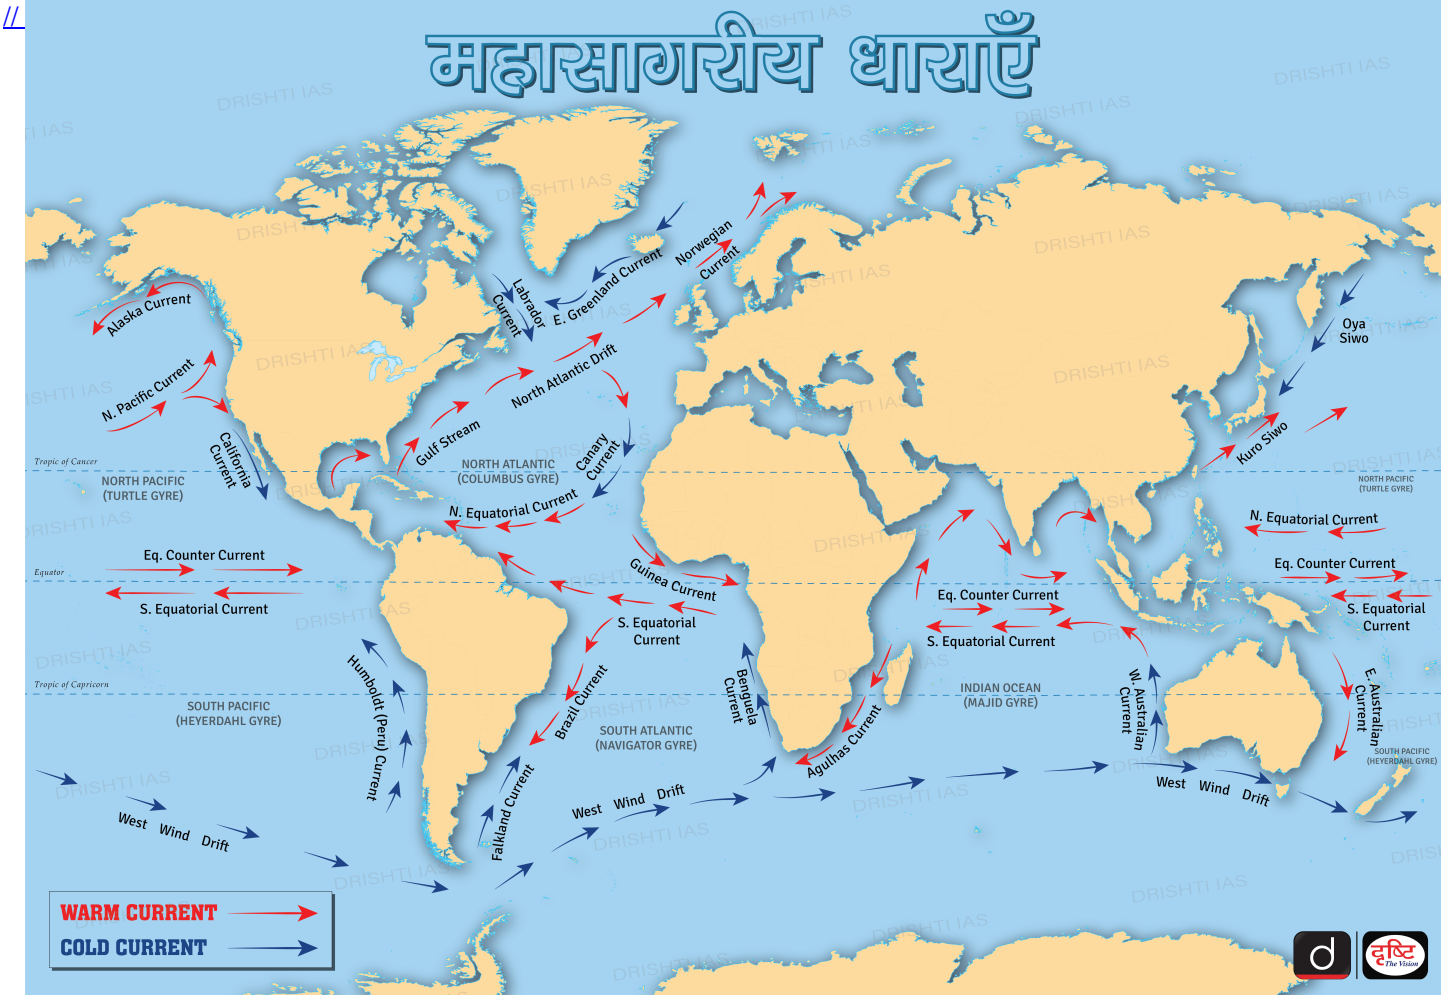 //
महासागरीय धाराएँ
Norwegian
Current
E. Greenland Current
Labrador
Current
Alaska Current
Oya
Siwo
N. Pacific Current
North Atlantic Drift
Gulf Stream
California
Current
Canary
Current
Kuro Siwo
Tropic of Cancer
NORTH PACIFIC
(TURTLE GYRE)
NORTH ATLANTIC
(COLUMBUS GYRE)
NORTH PACIFIC
(TURTLE GYRE)
N. Equatorial Current
N. Equatorial Current
Eq. Counter Current
Guinea Current
Eq. Counter Current
Equator
S. Equatorial Current
Eq. Counter Current
S. Equatorial
Current
S. Equatorial
Current
S. Equatorial Current
Humboldt (Peru) Current
Brazil Current
Benguela
Current
Agulhas Current
W. Australian
Current
E. Australian
Current
Tropic of Capricorn
SOUTH PACIFIC
(HEYERDAHL GYRE)
SOUTH ATLANTIC
(NAVIGATOR GYRE)
INDIAN OCEAN
(MAJID GYRE)
SOUTH PACIFIC
(HEYERDAHL GYRE)
Falkland Current
West Wind Drift
West Wind Drift
West Wind Drift
WARM CURRENT
COLD CURRENT
d
दृष्टि
The Vision
DRISHTI IAS